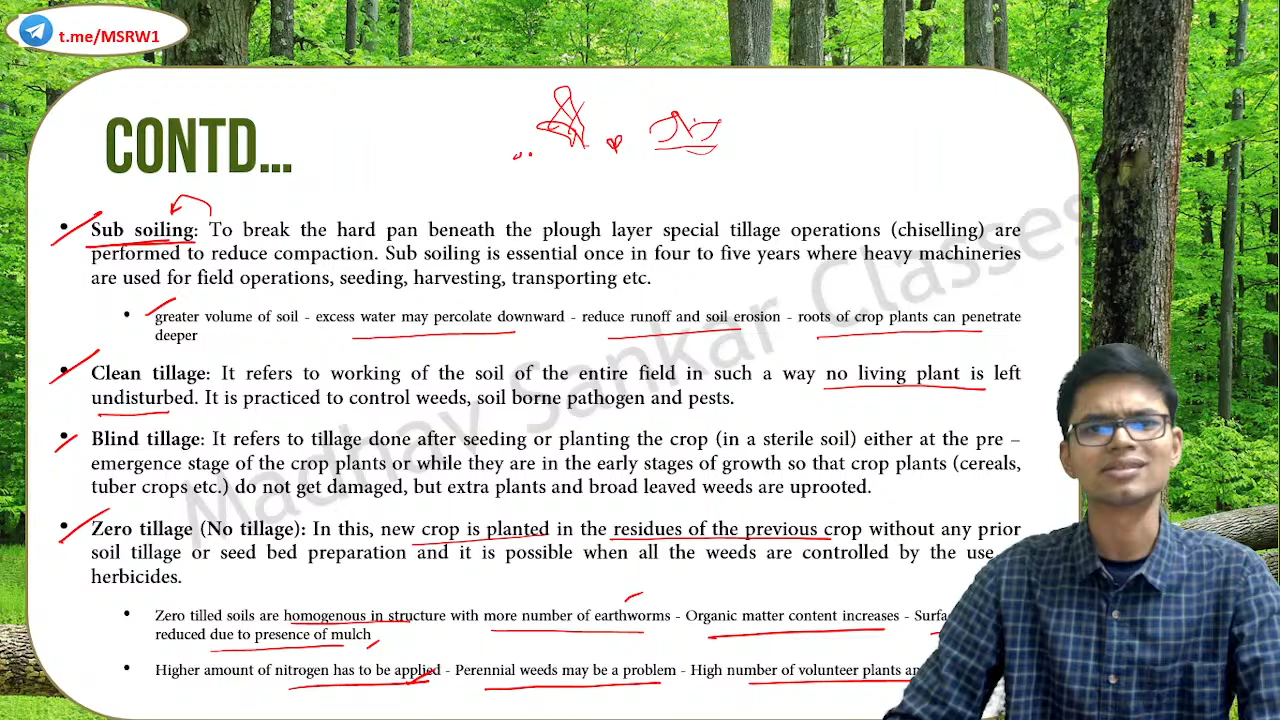 t.me/MSRW1
CONTD...
• Sub soiling: To break the hard pan beneath the plough layer special tillage operations (chiselling) are
performed to reduce compaction. Sub soiling is essential once in four to five years where heavy machineries
are used for field operations, seeding, harvesting, transporting etc.
• greater volume of soil - excess water may percolate downward - reduce runoff and soil erosion - roots of crop plants can penetrate
deeper
• Clean tillage: It refers to working of the soil of the entire field in such a way no living plant is left
undisturbed. It is practiced to control weeds, soil borne pathogen and pests.
• Blind tillage: It refers to tillage done after seeding or planting the crop (in a sterile soil) either at the pre –
emergence stage of the crop plants or while they are in the early stages of growth so that crop plants (cereals,
tuber crops etc.) do not get damaged, but extra plants and broad leaved weeds are uprooted.
• Zero tillage (No tillage): In this, new crop is planted in the residues of the previous crop without any prior
soil tillage or seed bed preparation and it is possible when all the weeds are controlled by the use
herbicides.
• Zero tilled soils are homogenous in structure with more number of earthworms - Organic matter content increases -
reduced due to presence of mulch
• Higher amount of nitrogen has to be applied - Perennial weeds may be a problem - High number of volunteer plants
Madhav Sankar Classes